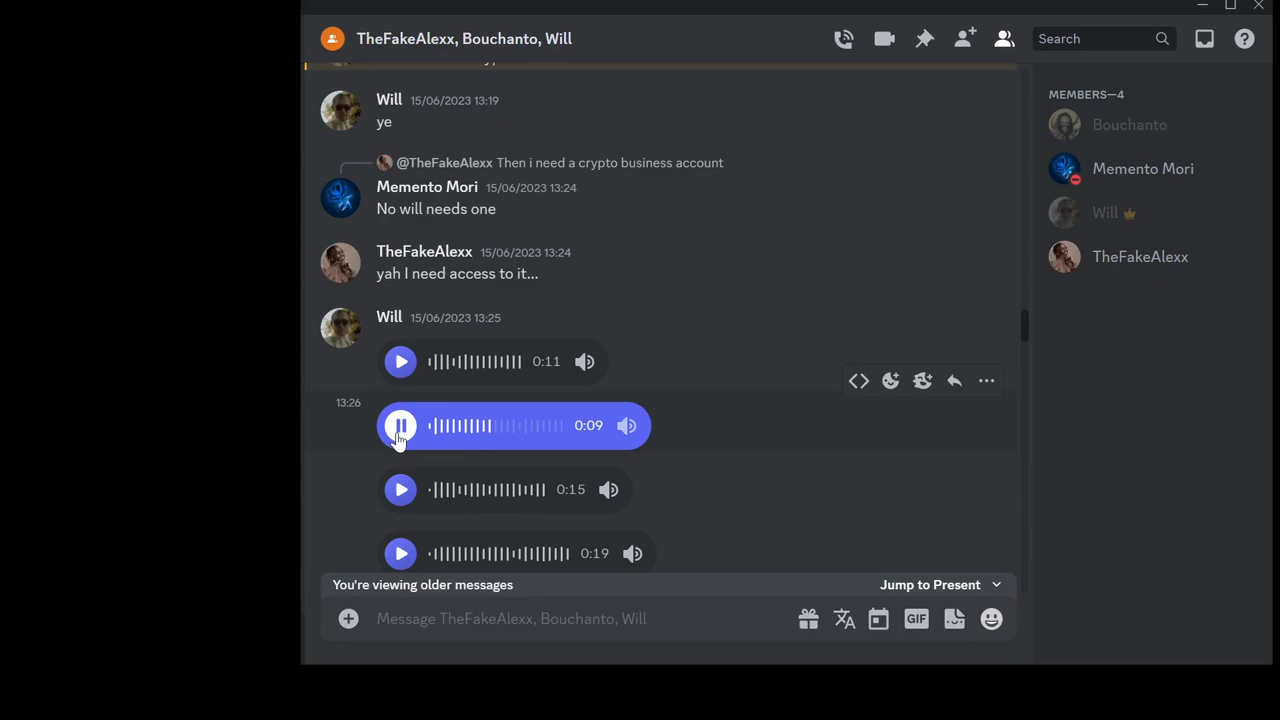 TheFakeAlexx, Bouchanto, Will
Search
Will 15/06/2023 13:19
ye
@TheFakeAlexx Then i need a crypto business account
Memento Mori 15/06/2023 13:24
No will needs one
TheFakeAlexx 15/06/2023 13:24
yah I need access to it...
Will 15/06/2023 13:25
0:11
13:26
0:09
0:15
0:19
You're viewing older messages
Jump to Present
Message TheFakeAlexx, Bouchanto, Will
GIF
MEMBERS—4
Bouchanto
Memento Mori
Will
TheFakeAlexx